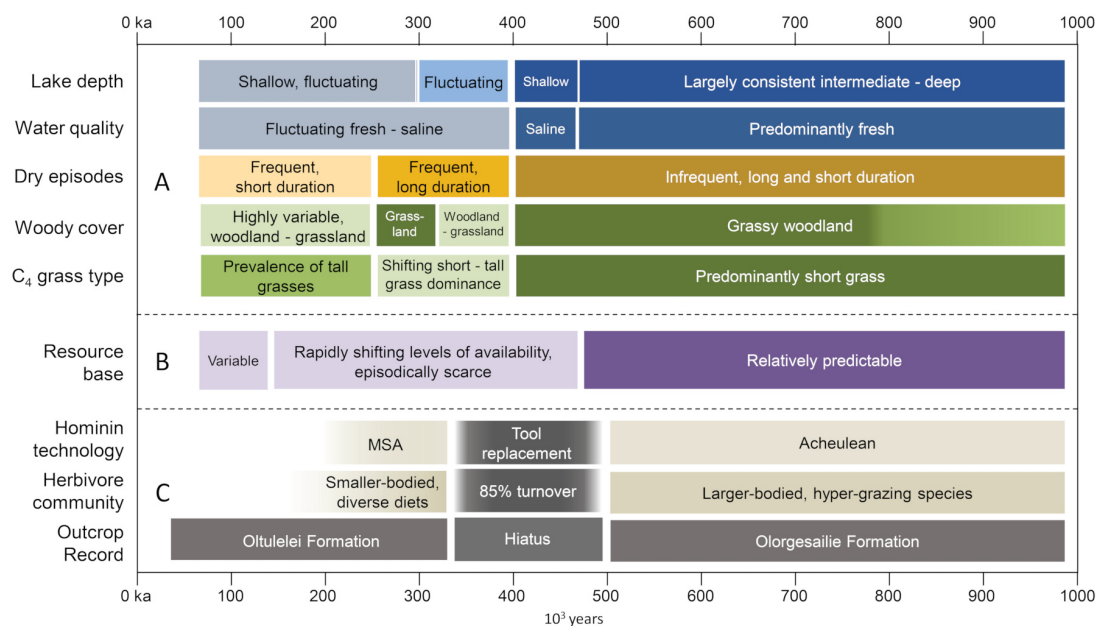 0 ka 100 200 300 400 500 600 700 800 900 1000
Lake depth
Shallow, fluctuating
Fluctuating
Shallow
Largely consistent intermediate - deep
Water quality
Fluctuating fresh - saline
Saline
Predominantly fresh
Dry episodes
A
Frequent,
short duration
Frequent,
long duration
Infrequent, long and short duration
Woody cover
Highly variable,
woodland - grassland
Grass-
land
Woodland
- grassland
Grassy woodland
C₄ grass type
Prevalence of tall
grasses
Shifting short - tall
grass dominance
Predominantly short grass
Resource
base
B
Variable
Rapidly shifting levels of availability,
episodically scarce
Relatively predictable
Hominin
technology
MSA
Tool
replacement
Acheulean
Herbivore
community
C
Smaller-bodied,
diverse diets
85% turnover
Larger-bodied, hyper-grazing species
Outcrop
Record
Oltulelei Formation
Hiatus
Olorgesailie Formation
0 ka 100 200 300 400 500 600 700 800 900 1000
10³ years